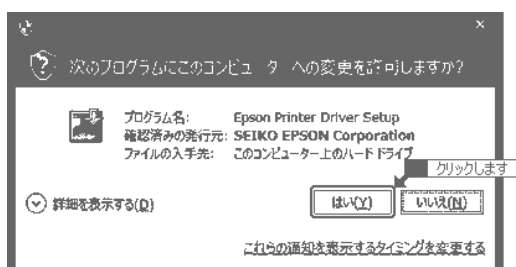 ×
次のプログラムにこのコンピューターへの変更を許可しますか?
プログラム名: Epson Printer Driver Setup
確認済みの発行元: SEIKO EPSON Corporation
ファイルの入手先: このコンピューター上のハード ドライブ
クリックします
詳細を表示する(D)
はい(Y)
いいえ(N)
これらの通知を表示するタイミングを変更する